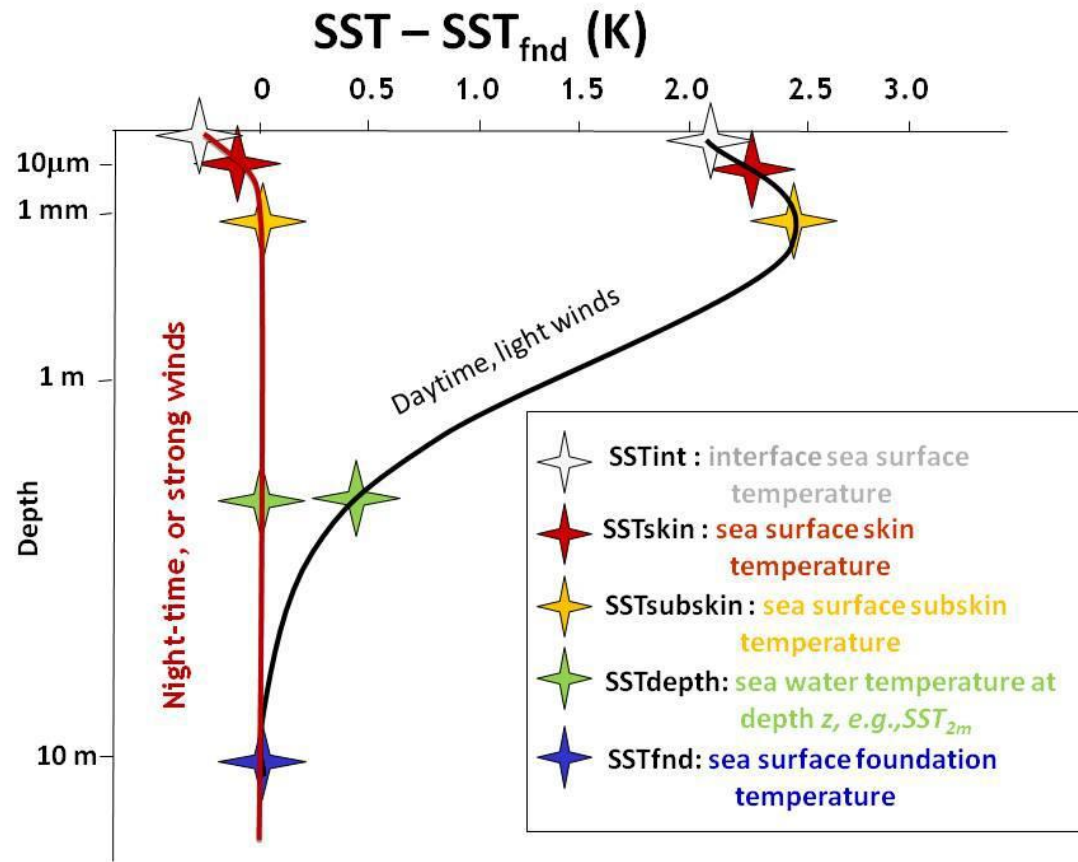 SST – SSTfnd (K)
0 0.5 1.0 1.5 2.0 2.5 3.0
10µm
1 mm
1 m
10 m
Depth
Night-time, or strong winds
Daytime, light winds
SSTint : interface sea surface
temperature
SSTskin : sea surface skin
temperature
SSTsubskin : sea surface subskin
temperature
SSTdepth: sea water temperature at
depth z, e.g.,SST2m
SSTfnd: sea surface foundation
temperature